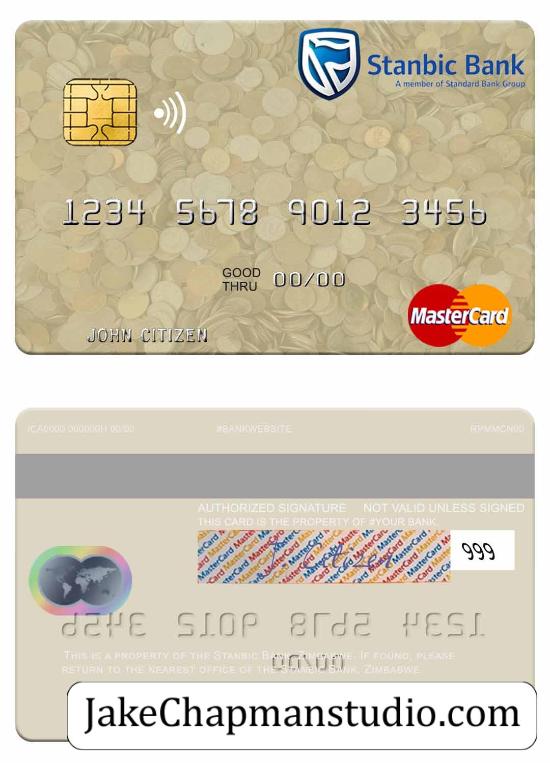 Stanbic Bank
A member of Standard Bank Group
1234 5678 9012 3456
GOOD THRU 00/00
MasterCard
JOHN CITIZEN
#BANKWEBSITE
RPMMCN00
AUTHORIZED SIGNATURE NOT VALID UNLESS SIGNED
THIS CARD IS THE PROPERTY OF #YOUR BANK.
MasterCard
999
THIS IS A PROPERTY OF THE STANBIC BANK, ZIMBABWE. IF FOUND, PLEASE
RETURN TO THE NEAREST OFFICE OF THE STANBIC BANK, ZIMBABWE.
JakeChapmanstudio.com